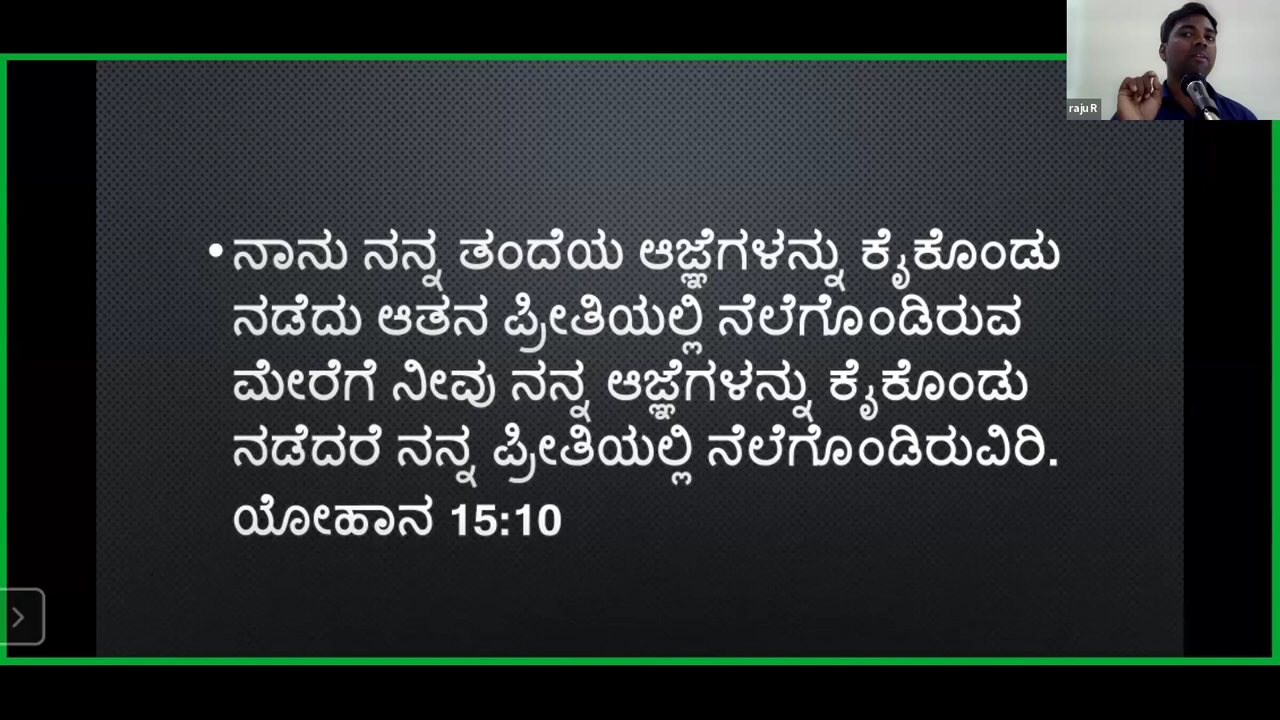 raju R
• ನಾನು ನನ್ನ ತಂದೆಯ ಆಜ್ಞೆಗಳನ್ನು ಕೈಕೊಂಡು
ನಡೆದು ಆತನ ಪ್ರೀತಿಯಲ್ಲಿ ನೆಲೆಗೊಂಡಿರುವ
ಮೇರೆಗೆ ನೀವು ನನ್ನ ಆಜ್ಞೆಗಳನ್ನು ಕೈಕೊಂಡು
ನಡೆದರೆ ನನ್ನ ಪ್ರೀತಿಯಲ್ಲಿ ನೆಲೆಗೊಂಡಿರುವಿರಿ.
ಯೋಹಾನ 15:10